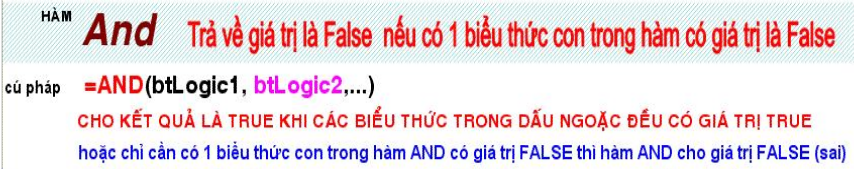 HÀM And Trả về giá trị là False nếu có 1 biểu thức con trong hàm có giá trị là False
cú pháp =AND(btLogic1, btLogic2,...)
CHO KẾT QUẢ LÀ TRUE KHI CÁC BIỂU THỨC TRONG DẤU NGOẶC ĐỀU CÓ GIÁ TRỊ TRUE
hoặc chỉ cần có 1 biểu thức con trong hàm AND có giá trị FALSE thì hàm AND cho giá trị FALSE (sai)